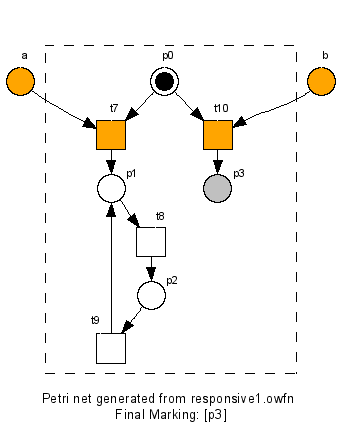 a
p0
b
t7
t10
p1
p3
t8
p2
t9
Petri net generated from responsive1.owfn
Final Marking: [p3]